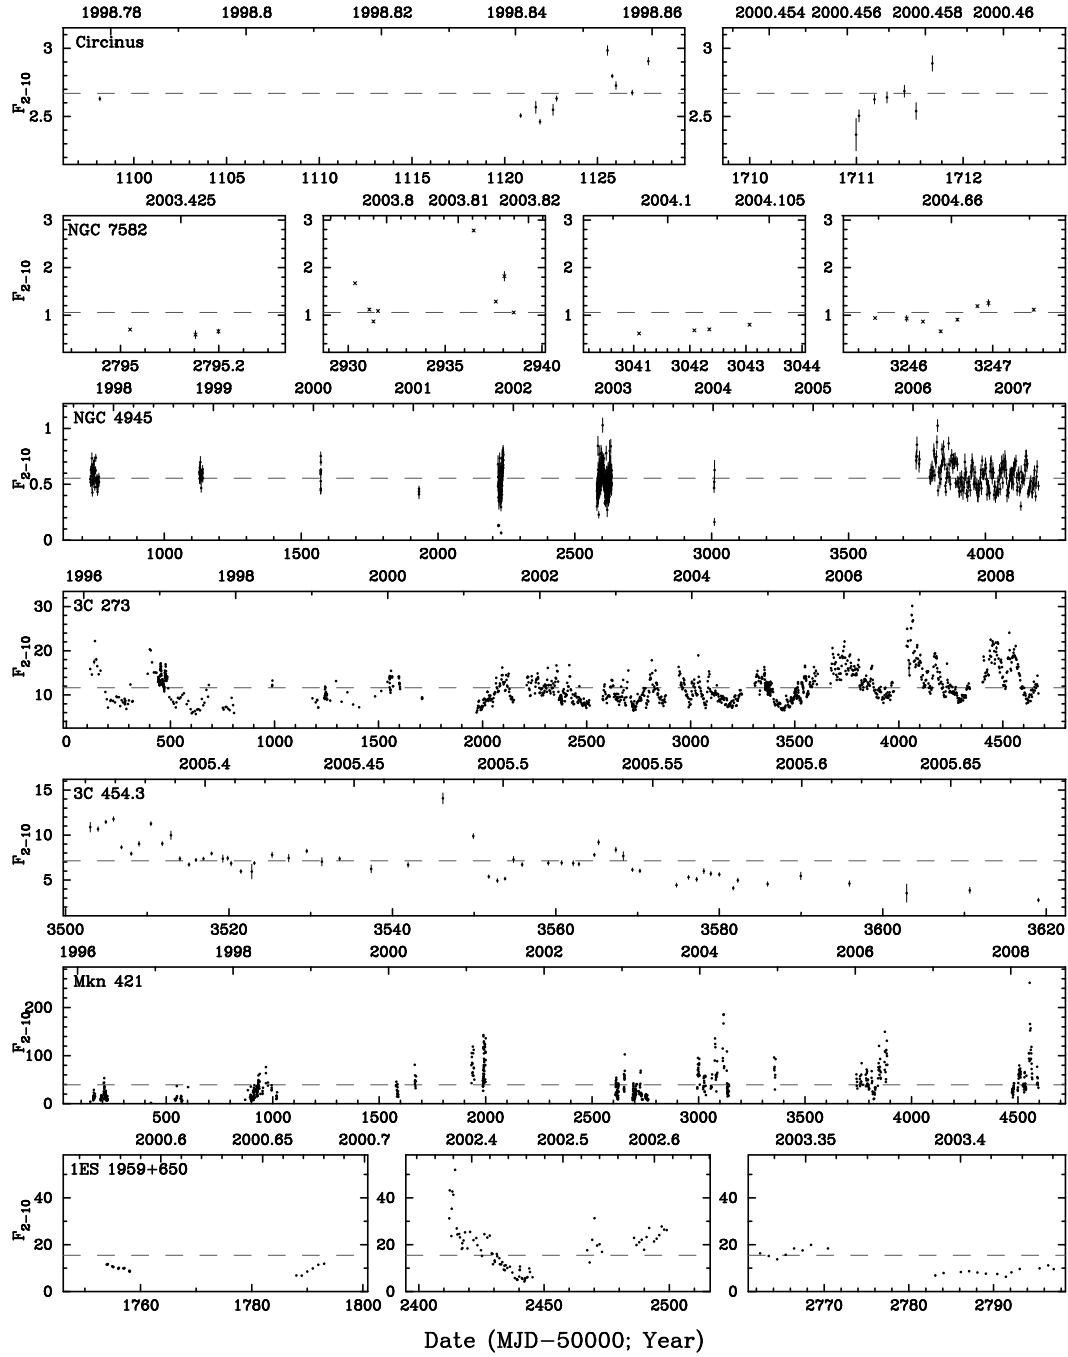 1998.78 1998.8 1998.82 1998.84 1998.86 2000.454 2000.456 2000.458 2000.46
Circinus
F2−10
3 2.5 3 2.5
1100 1105 1110 1115 1120 1125 1710 1711 1712
2003.425 2003.8 2003.81 2003.82 2004.1 2004.105 2004.66
NGC 7582
F2−10
3 2 1 3 2 1 3 2 1 3 2 1
2795 2795.2 2930 2935 2940 3041 3042 3043 3044 3246 3247
1998 1999 2000 2001 2002 2003 2004 2005 2006 2007
NGC 4945
F2−10
1 0.5 0
1000 1500 2000 2500 3000 3500 4000
1996 1998 2000 2002 2004 2006 2008
3C 273
F2−10
30 20 10
0 500 1000 1500 2000 2500 3000 3500 4000 4500
2005.4 2005.45 2005.5 2005.55 2005.6 2005.65
3C 454.3
F2−10
15 10 5
3500 3520 3540 3560 3580 3600 3620
1996 1998 2000 2002 2004 2006 2008
Mkn 421
F2−10
200 100 0
500 1000 1500 2000 2500 3000 3500 4000 4500
2000.6 2000.65 2000.7 2002.4 2002.5 2002.6 2003.35 2003.4
1ES 1959+650
F2−10
40 20 0 40 20 0 40 20 0
1760 1780 1800 2400 2450 2500 2770 2780 2790
Date (MJD−50000; Year)